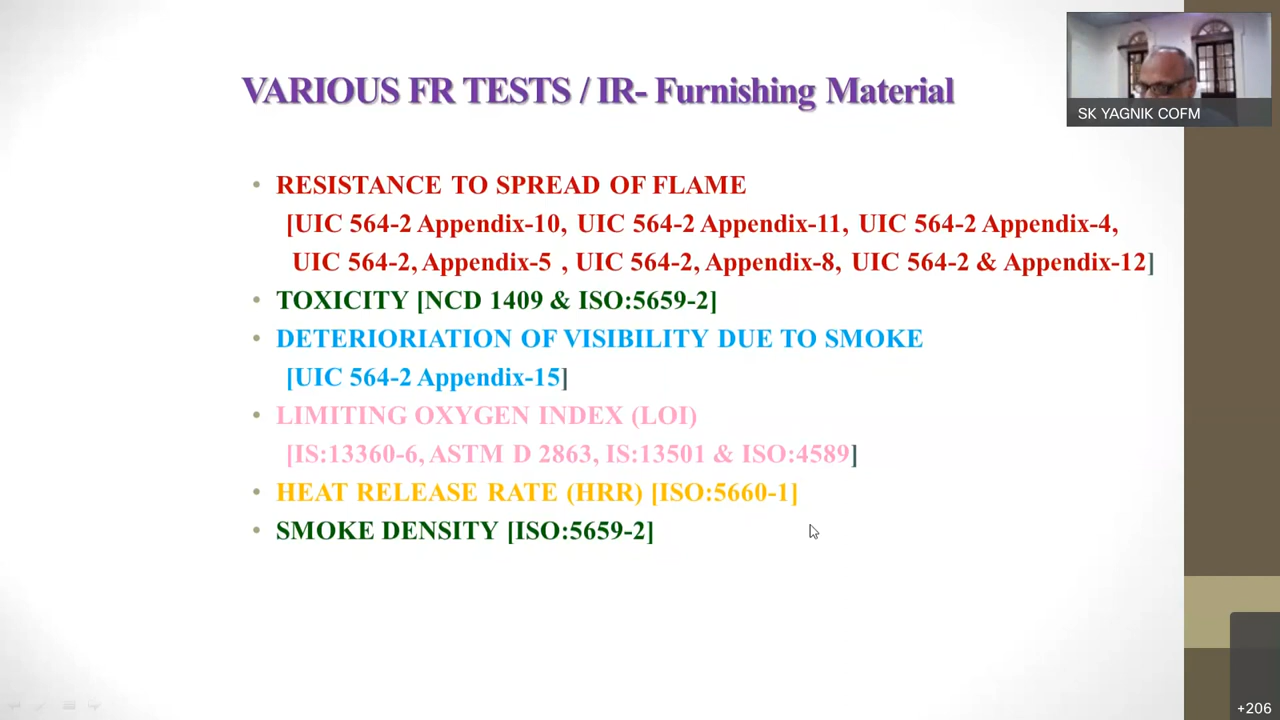 VARIOUS FR TESTS / IR- Furnishing Material
SK YAGNIK COFM
• RESISTANCE TO SPREAD OF FLAME
[UIC 564-2 Appendix-10, UIC 564-2 Appendix-11, UIC 564-2 Appendix-4,
UIC 564-2, Appendix-5 , UIC 564-2, Appendix-8, UIC 564-2 & Appendix-12]
• TOXICITY [NCD 1409 & ISO:5659-2]
• DETERIORIATION OF VISIBILITY DUE TO SMOKE
[UIC 564-2 Appendix-15]
• LIMITING OXYGEN INDEX (LOI)
[IS:13360-6, ASTM D 2863, IS:13501 & ISO:4589]
• HEAT RELEASE RATE (HRR) [ISO:5660-1]
• SMOKE DENSITY [ISO:5659-2]
+206